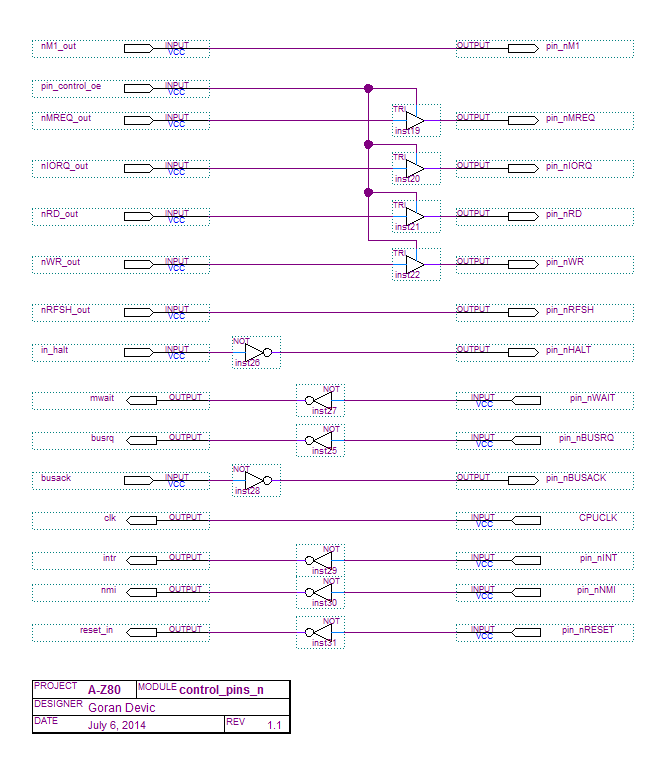 nM1_out INPUT VCC OUTPUT pin_nM1
pin_control_oe INPUT VCC
TRI
nMREQ_out INPUT VCC OUTPUT pin_nMREQ
inst19
TRI
nIORQ_out INPUT VCC OUTPUT pin_nIORQ
inst20
TRI
nRD_out INPUT VCC OUTPUT pin_nRD
inst21
TRI
nWR_out INPUT VCC OUTPUT pin_nWR
inst22
nRFSH_out INPUT VCC OUTPUT pin_nRFSH
in_halt INPUT VCC NOT OUTPUT pin_nHALT
inst26
mwait OUTPUT NOT INPUT VCC pin_nWAIT
inst27
busrq OUTPUT NOT INPUT VCC pin_nBUSRQ
inst25
busack INPUT VCC NOT OUTPUT pin_nBUSACK
inst28
clk OUTPUT INPUT VCC CPUCLK
intr OUTPUT NOT INPUT VCC pin_nINT
inst29
nmi OUTPUT NOT INPUT VCC pin_nNMI
inst30
reset_in OUTPUT NOT INPUT VCC pin_nRESET
inst31
PROJECT A-Z80 MODULE control_pins_n
DESIGNER Goran Devic
DATE July 6, 2014 REV 1.1